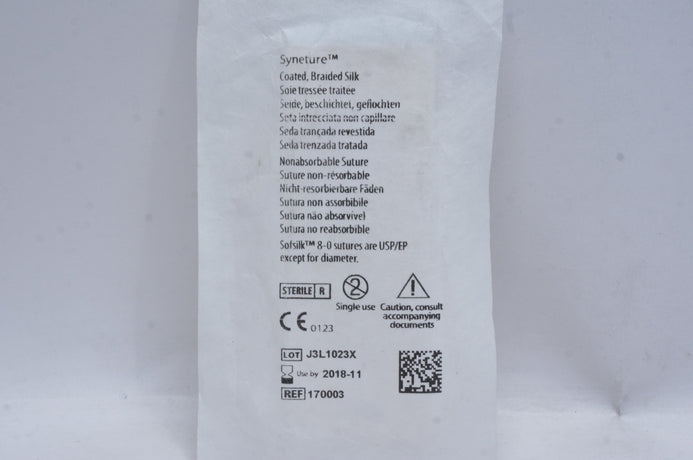 Syneture™
Coated, Braided Silk
Soie tressée traitée
Seide, beschichtet, geflochten
Seta intrecciata non capillare
Seda trançada revestida
Seda trenzada tratada
Nonabsorbable Suture
Suture non-résorbable
Nicht-resorbierbare Fäden
Sutura non assorbibile
Sutura não absorvível
Sutura no reabsorbible
Sofsilk™ 8-0 sutures are USP/EP
except for diameter.
STERILE R
2
Single use
!
Caution, consult
accompanying
documents
CE 0123
LOT J3L1023X
Use by 2018-11
REF 170003